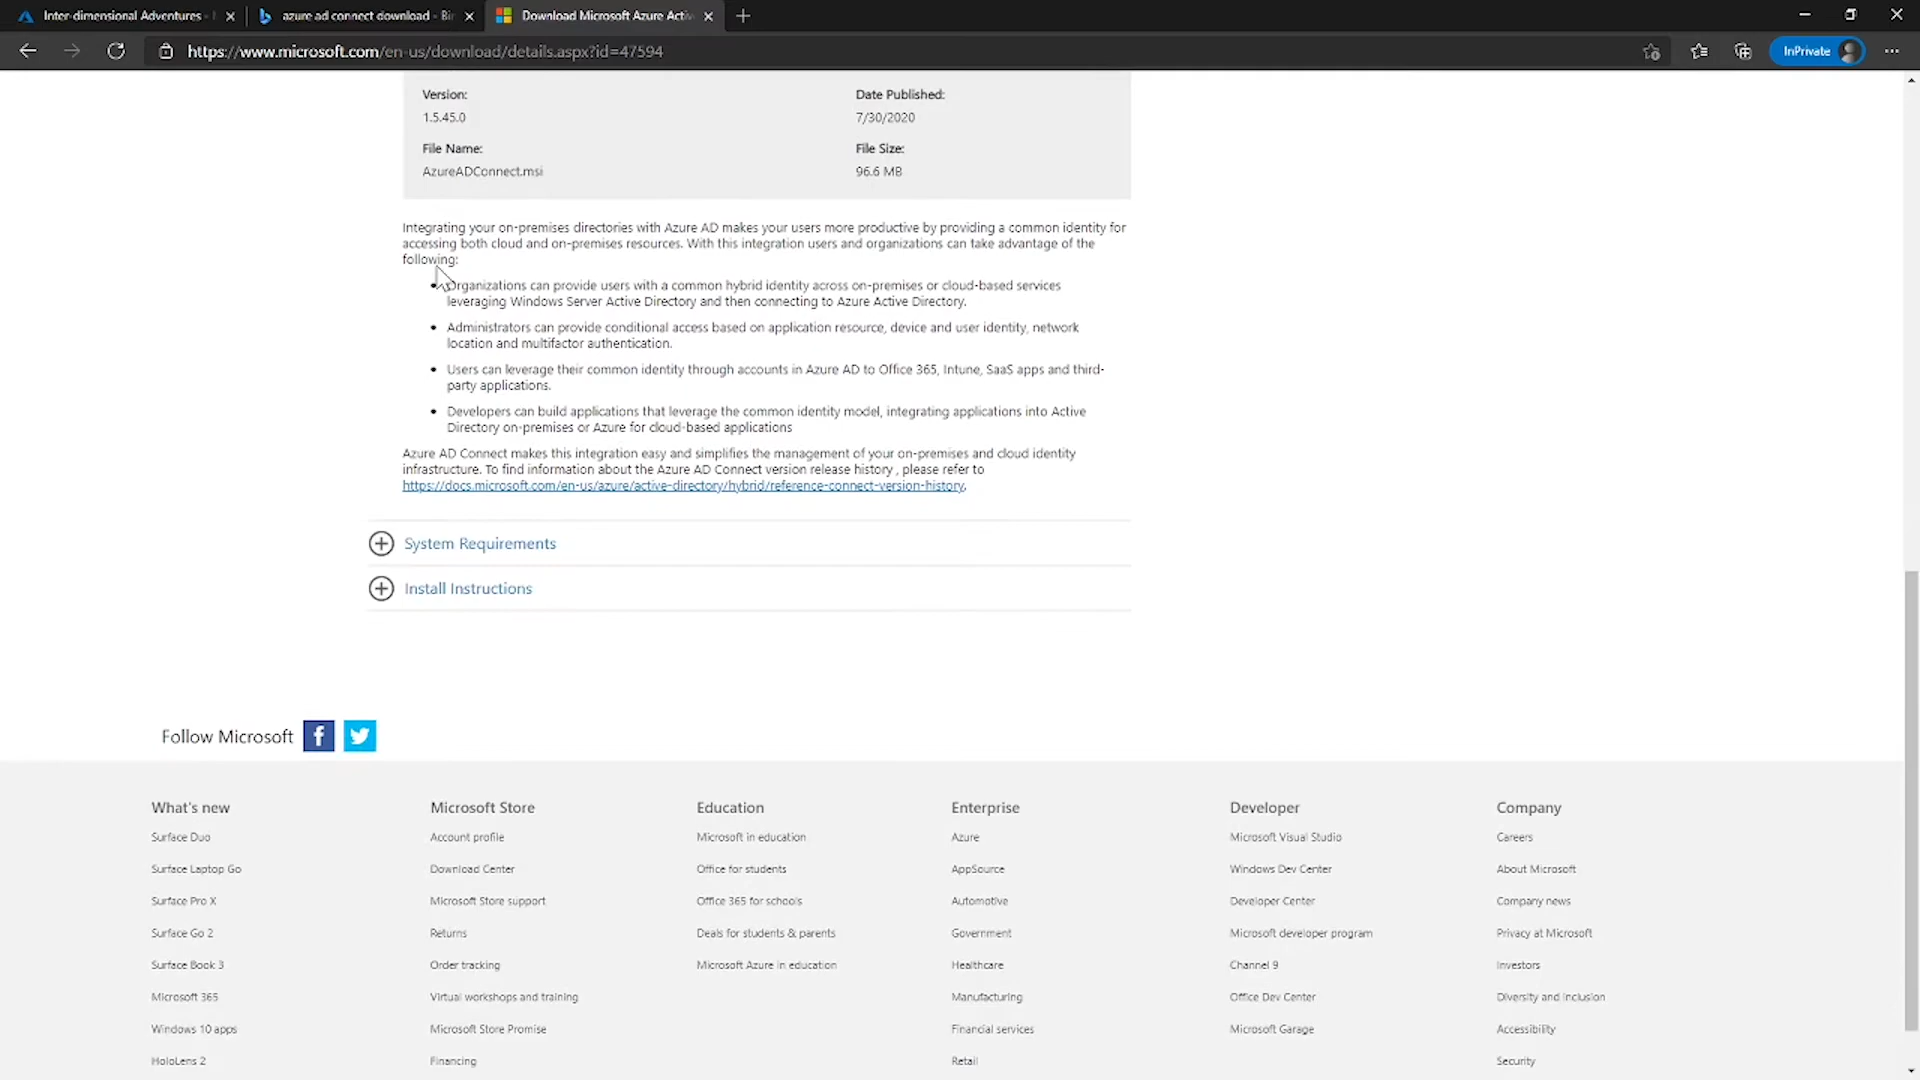 Inter-dimensional Adventures -
azure ad connect download - Bin
Download Microsoft Azure Activ
https://www.microsoft.com/en-us/download/details.aspx?id=47594
InPrivate
Version:
1.5.45.0
Date Published:
7/30/2020
File Name:
AzureADConnect.msi
File Size:
96.6 MB
Integrating your on-premises directories with Azure AD makes your users more productive by providing a common identity for
accessing both cloud and on-premises resources. With this integration users and organizations can take advantage of the
following:
Organizations can provide users with a common hybrid identity across on-premises or cloud-based services
leveraging Windows Server Active Directory and then connecting to Azure Active Directory.
Administrators can provide conditional access based on application resource, device and user identity, network
location and multifactor authentication.
Users can leverage their common identity through accounts in Azure AD to Office 365, Intune, SaaS apps and third-
party applications.
Developers can build applications that leverage the common identity model, integrating applications into Active
Directory on-premises or Azure for cloud-based applications
Azure AD Connect makes this integration easy and simplifies the management of your on-premises and cloud identity
infrastructure. To find information about the Azure AD Connect version release history , please refer to
https://docs.microsoft.com/en-us/azure/active-directory/hybrid/reference-connect-version-history.
System Requirements
Install Instructions
Follow Microsoft
What's new
Surface Duo
Surface Laptop Go
Surface Pro X
Surface Go 2
Surface Book 3
Microsoft 365
Windows 10 apps
HoloLens 2
Microsoft Store
Account profile
Download Center
Microsoft Store support
Returns
Order tracking
Virtual workshops and training
Microsoft Store Promise
Financing
Education
Microsoft in education
Office for students
Office 365 for schools
Deals for students & parents
Microsoft Azure in education
Enterprise
Azure
AppSource
Automotive
Government
Healthcare
Manufacturing
Financial services
Retail
Developer
Microsoft Visual Studio
Windows Dev Center
Developer Center
Microsoft developer program
Channel 9
Office Dev Center
Microsoft Garage
Company
Careers
About Microsoft
Company news
Privacy at Microsoft
Investors
Diversity and inclusion
Accessibility
Security